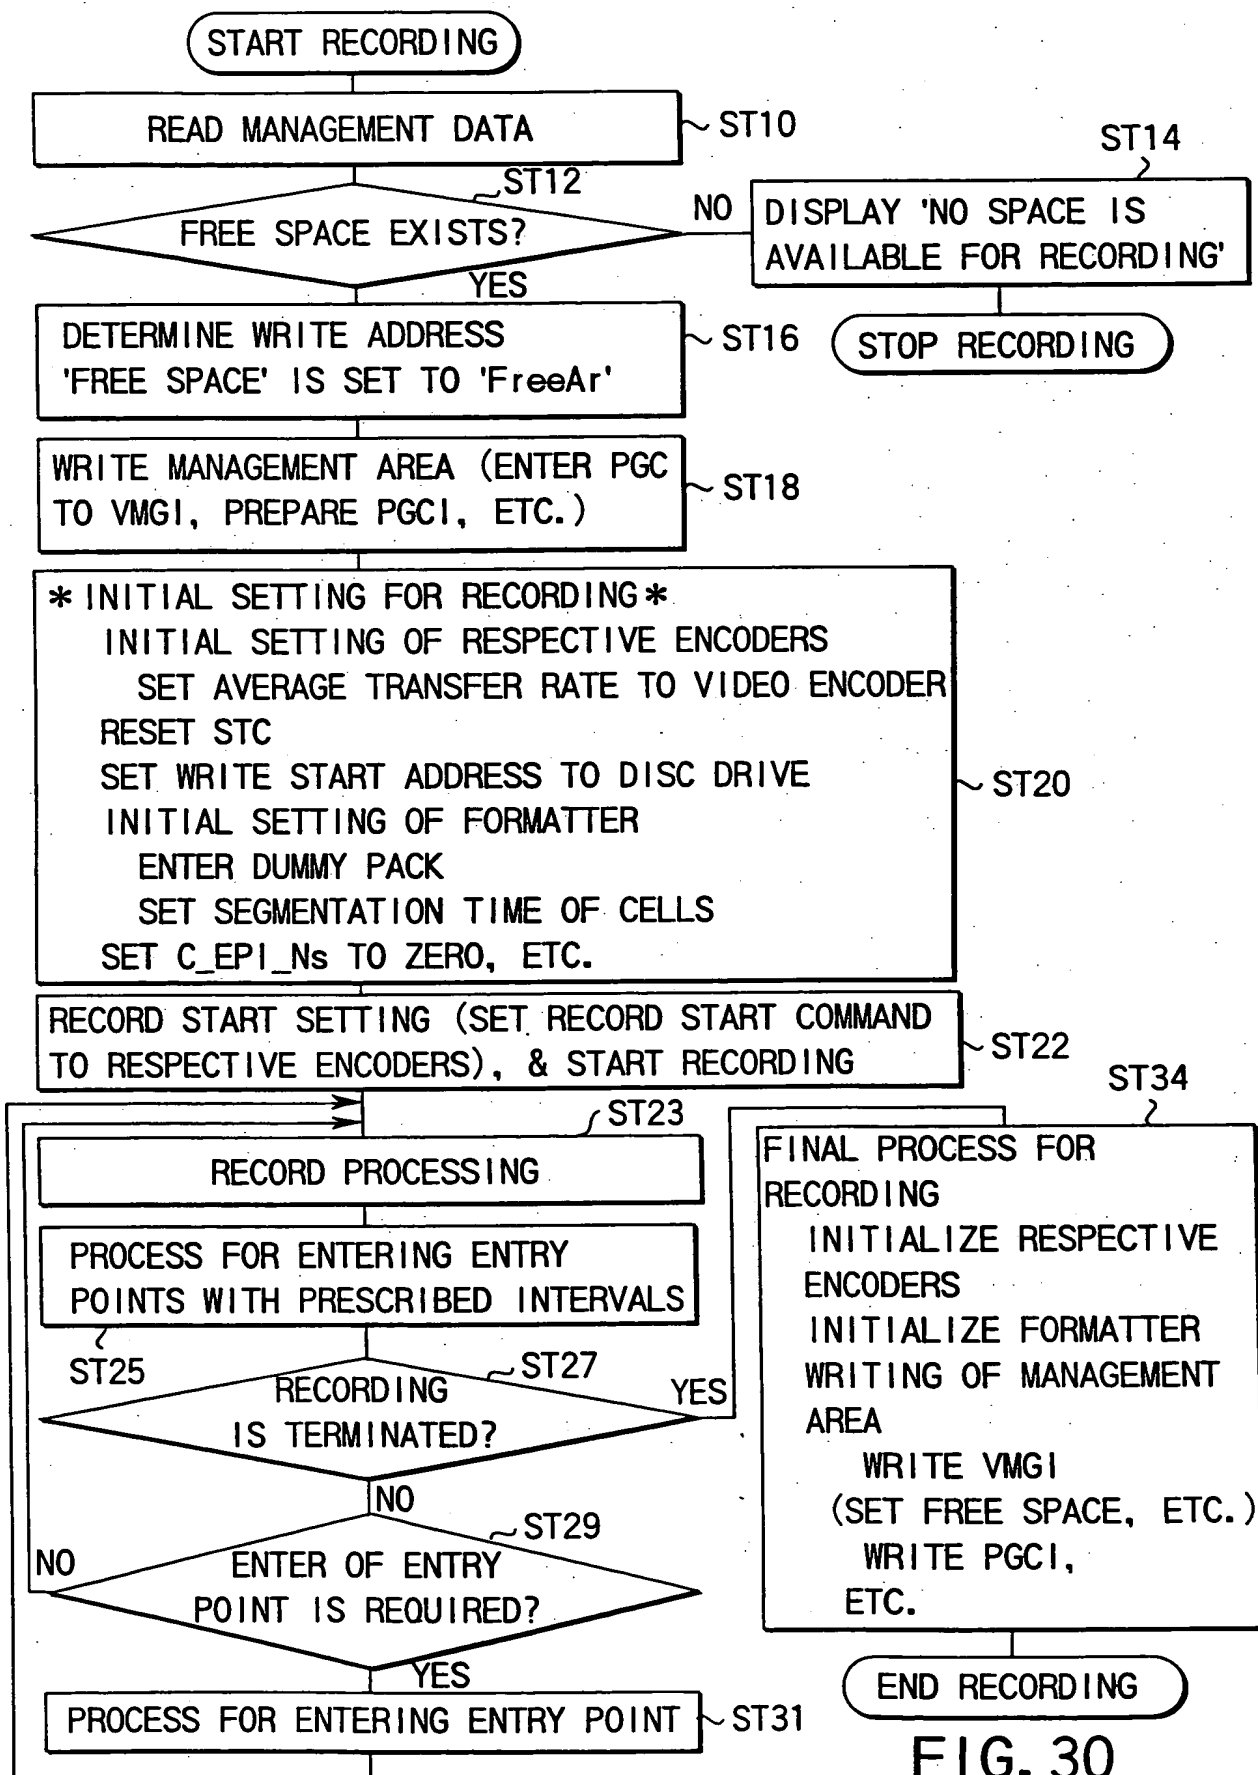 START RECORDING
READ MANAGEMENT DATA
ST10
ST12
FREE SPACE EXISTS?
NO
YES
ST14
DISPLAY 'NO SPACE IS
AVAILABLE FOR RECORDING'
STOP RECORDING
DETERMINE WRITE ADDRESS
'FREE SPACE' IS SET TO 'FreeAr'
ST16
WRITE MANAGEMENT AREA (ENTER PGC
TO VMGI, PREPARE PGCI, ETC.)
ST18
* INITIAL SETTING FOR RECORDING *
INITIAL SETTING OF RESPECTIVE ENCODERS
SET AVERAGE TRANSFER RATE TO VIDEO ENCODER
RESET STC
SET WRITE START ADDRESS TO DISC DRIVE
INITIAL SETTING OF FORMATTER
ENTER DUMMY PACK
SET SEGMENTATION TIME OF CELLS
SET C_EPI_Ns TO ZERO, ETC.
ST20
RECORD START SETTING (SET RECORD START COMMAND
TO RESPECTIVE ENCODERS), & START RECORDING
ST22
ST23
RECORD PROCESSING
PROCESS FOR ENTERING ENTRY
POINTS WITH PRESCRIBED INTERVALS
ST25
ST27
RECORDING
IS TERMINATED?
YES
NO
ST29
ENTER OF ENTRY
POINT IS REQUIRED?
NO
YES
PROCESS FOR ENTERING ENTRY POINT
ST31
ST34
FINAL PROCESS FOR
RECORDING
INITIALIZE RESPECTIVE
ENCODERS
INITIALIZE FORMATTER
WRITING OF MANAGEMENT
AREA
WRITE VMGI
(SET FREE SPACE, ETC.)
WRITE PGCI,
ETC.
END RECORDING
FIG. 30